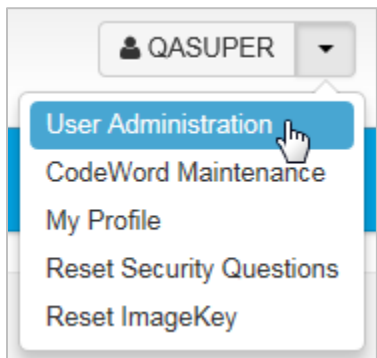 QASUPER
User Administration
CodeWord Maintenance
My Profile
Reset Security Questions
Reset ImageKey